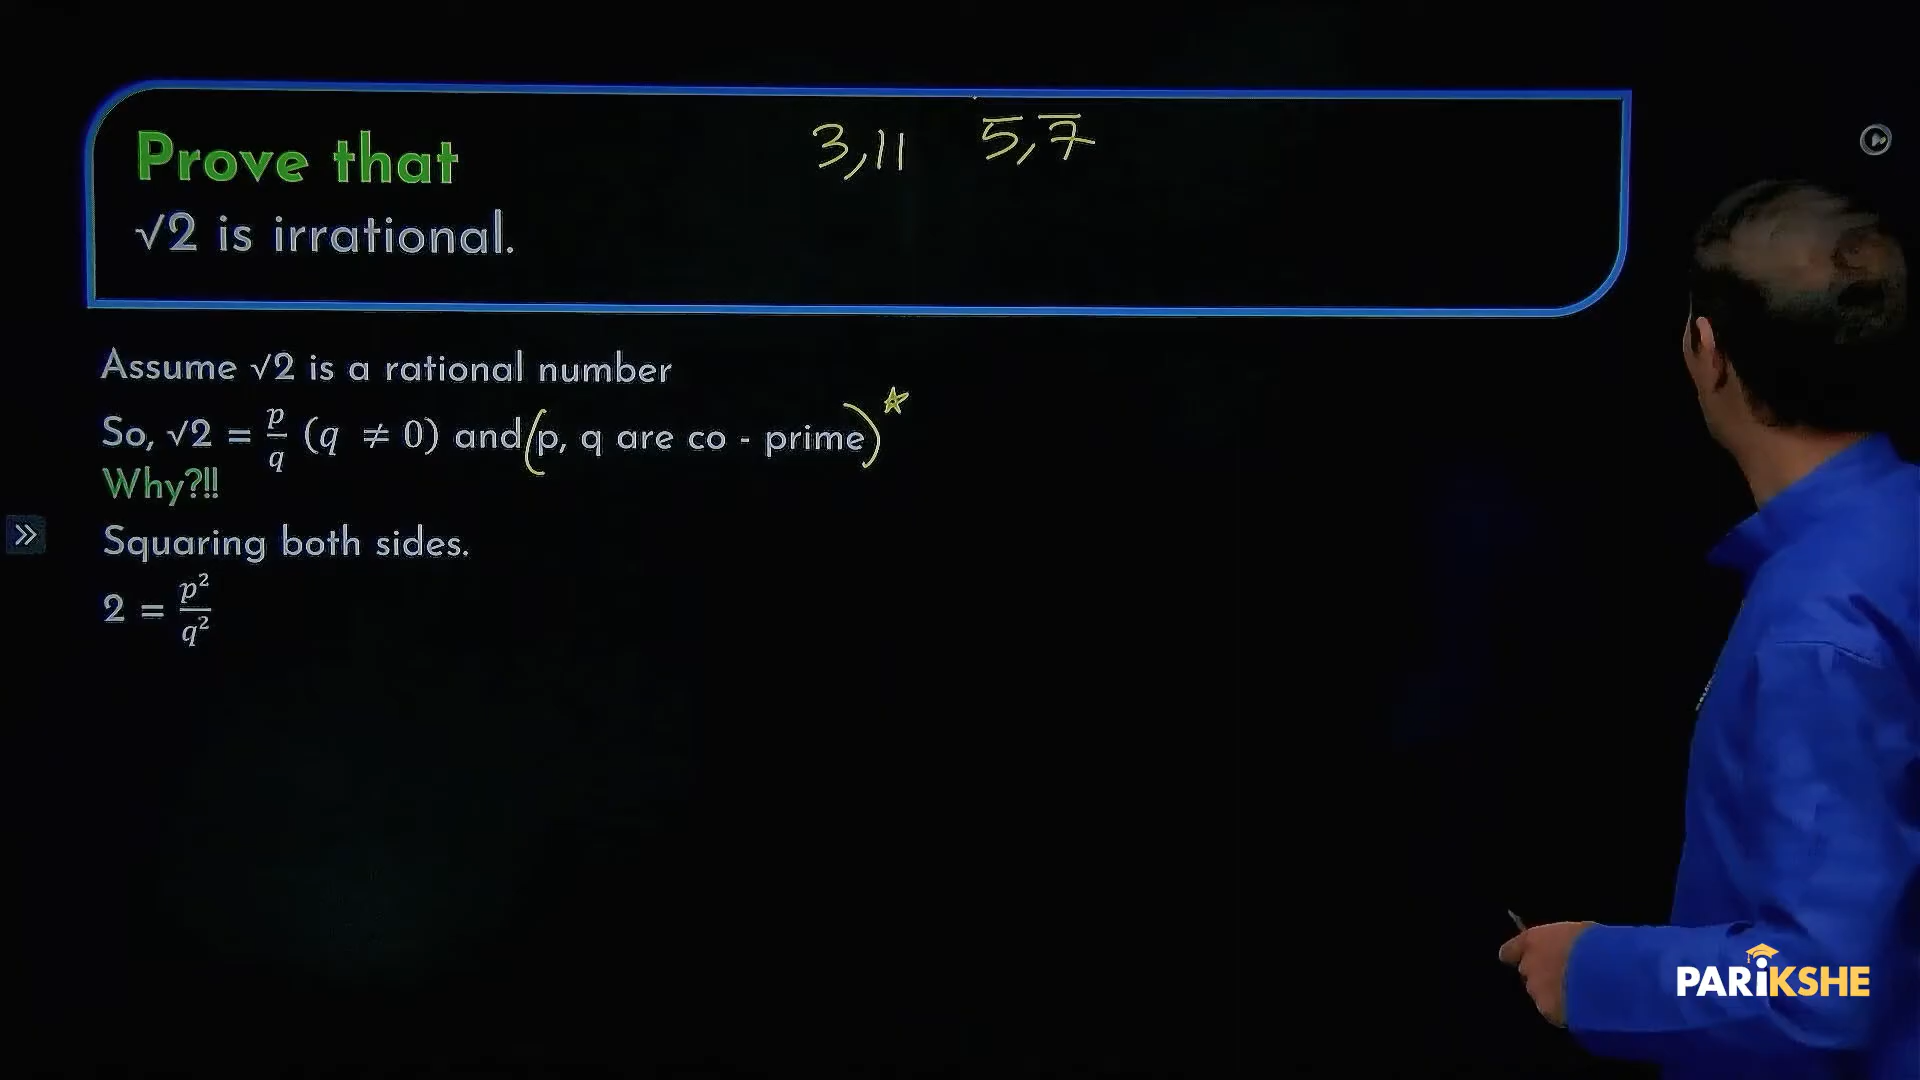 Prove that
3,11 5,7
√2 is irrational.
Assume √2 is a rational number
So, √2 = p/q (q ≠ 0) and (p, q are co - prime)
Why?!!
Squaring both sides.
2 = p²/q²
PARiKSHE